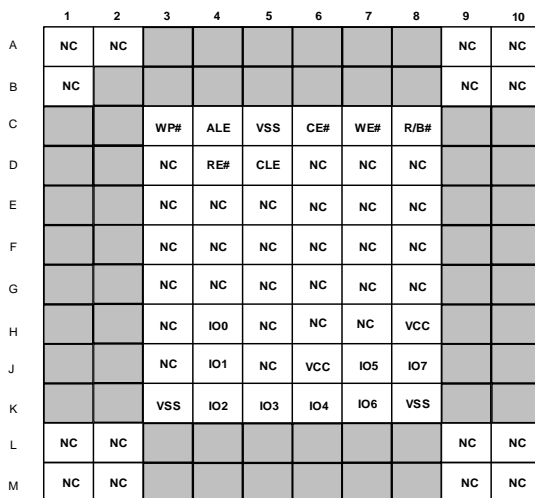 1 2 3 4 5 6 7 8 9 10
A NC NC NC NC
B NC NC NC
C WP# ALE VSS CE# WE# R/B#
D NC RE# CLE NC NC NC
E NC NC NC NC NC NC
F NC NC NC NC NC NC
G NC NC NC NC NC NC
H NC IO0 NC NC NC VCC
J NC IO1 NC VCC IO5 IO7
K VSS IO2 IO3 IO4 IO6 VSS
L NC NC NC NC
M NC NC NC NC